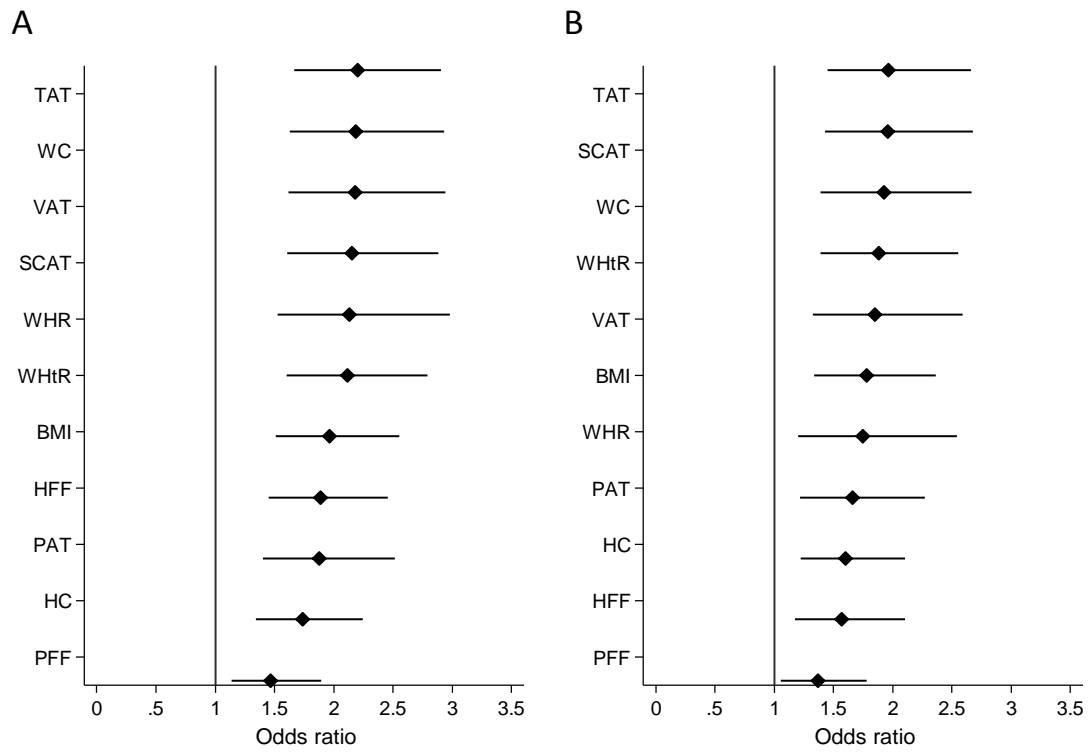 A
TAT
WC
VAT
SCAT
WHR
WHtR
BMI
HFF
PAT
HC
PFF
0 .5 1 1.5 2 2.5 3 3.5
Odds ratio
B
TAT
SCAT
WC
WHtR
VAT
BMI
WHR
PAT
HC
HFF
PFF
0 .5 1 1.5 2 2.5 3 3.5
Odds ratio